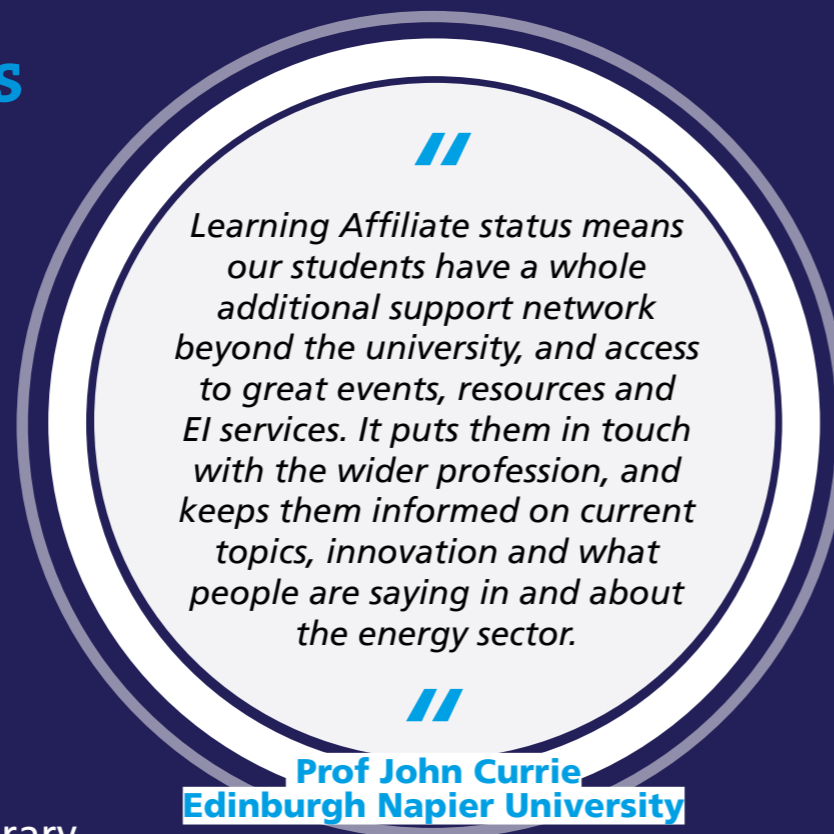 s
“
Learning Affiliate status means
our students have a whole
additional support network
beyond the university, and access
to great events, resources and
EI services. It puts them in touch
with the wider profession, and
keeps them informed on current
topics, innovation and what
people are saying in and about
the energy sector.
“
Prof John Currie
Edinburgh Napier University